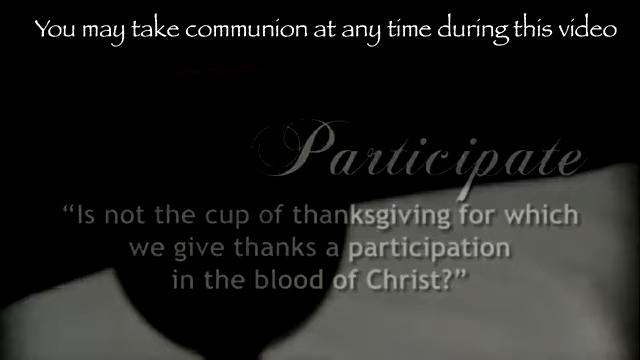 You may take communion at any time during this video
Participate
“Is not the cup of thanksgiving for which
we give thanks a participation
in the blood of Christ?”